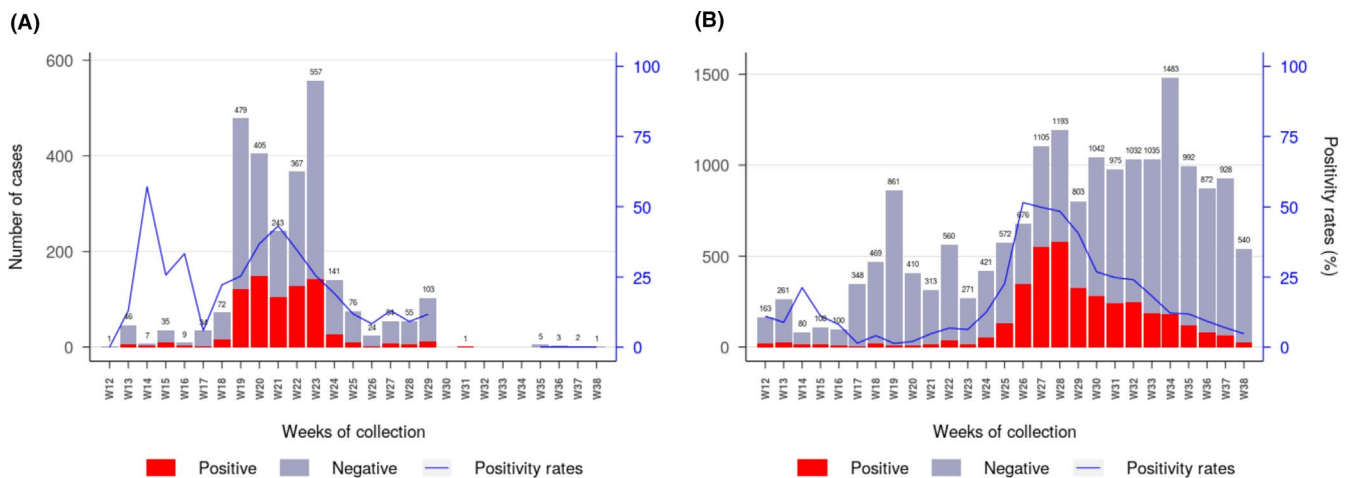 (A)
Number of cases
600
400
200
0
1 46 7 35 9 72 479 405 243 367 557 141 76 24 55 103 1 5 3 2 1
100
75
50
25
0
W12 W13 W14 W15 W16 W17 W18 W19 W20 W21 W22 W23 W24 W25 W26 W27 W28 W29 W30 W31 W32 W33 W34 W35 W36 W37 W38
Weeks of collection
Positive Negative Positivity rates
(B)
1500
1000
500
0
163 261 80 100 348 469 861 410 313 560 271 421 572 676 1105 1193 803 1042 975 1032 1035 1483 992 872 928 540
100
75
50
25
0
Positivity rates (%)
W12 W13 W14 W15 W16 W17 W18 W19 W20 W21 W22 W23 W24 W25 W26 W27 W28 W29 W30 W31 W32 W33 W34 W35 W36 W37 W38
Weeks of collection
Positive Negative Positivity rates